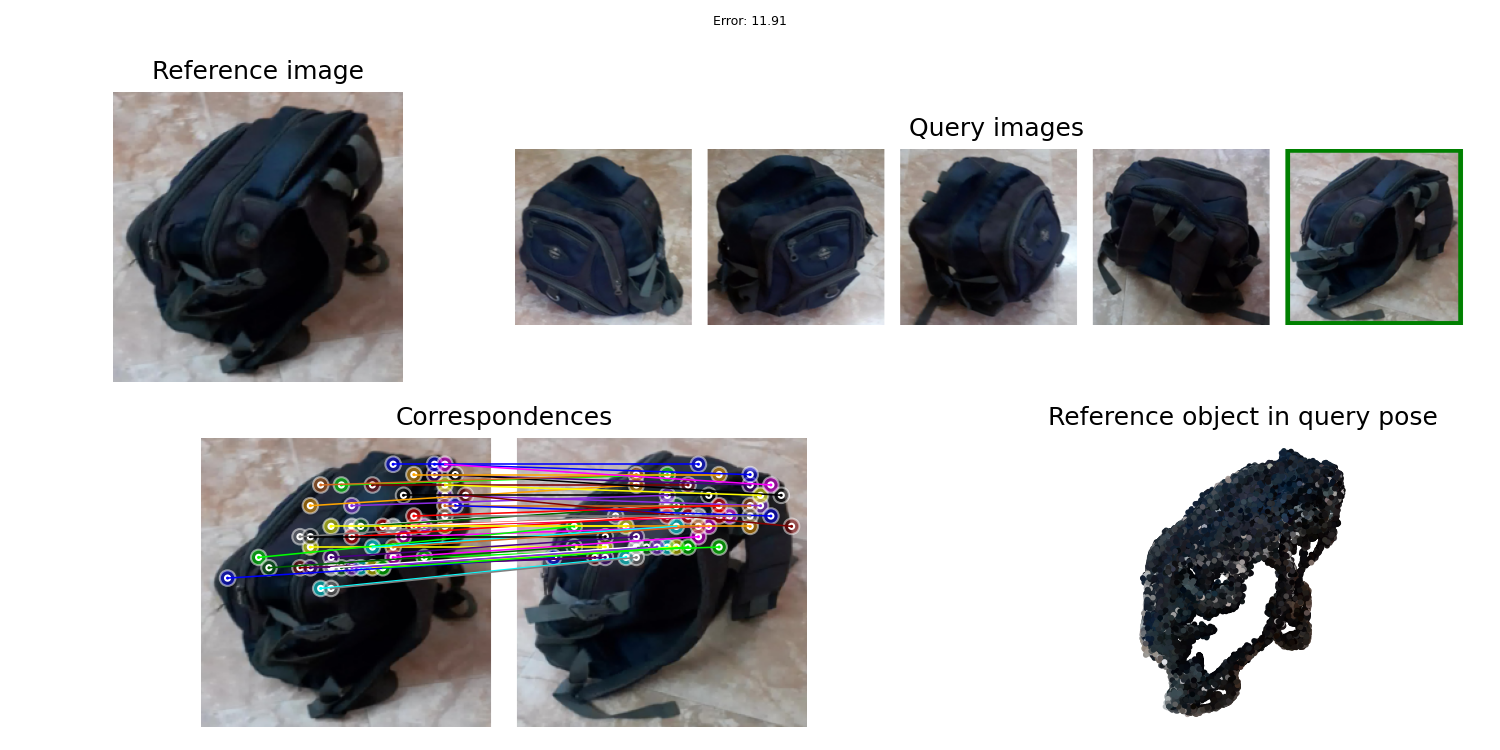 Error: 11.91
Reference image
Query images
Correspondences
Reference object in query pose